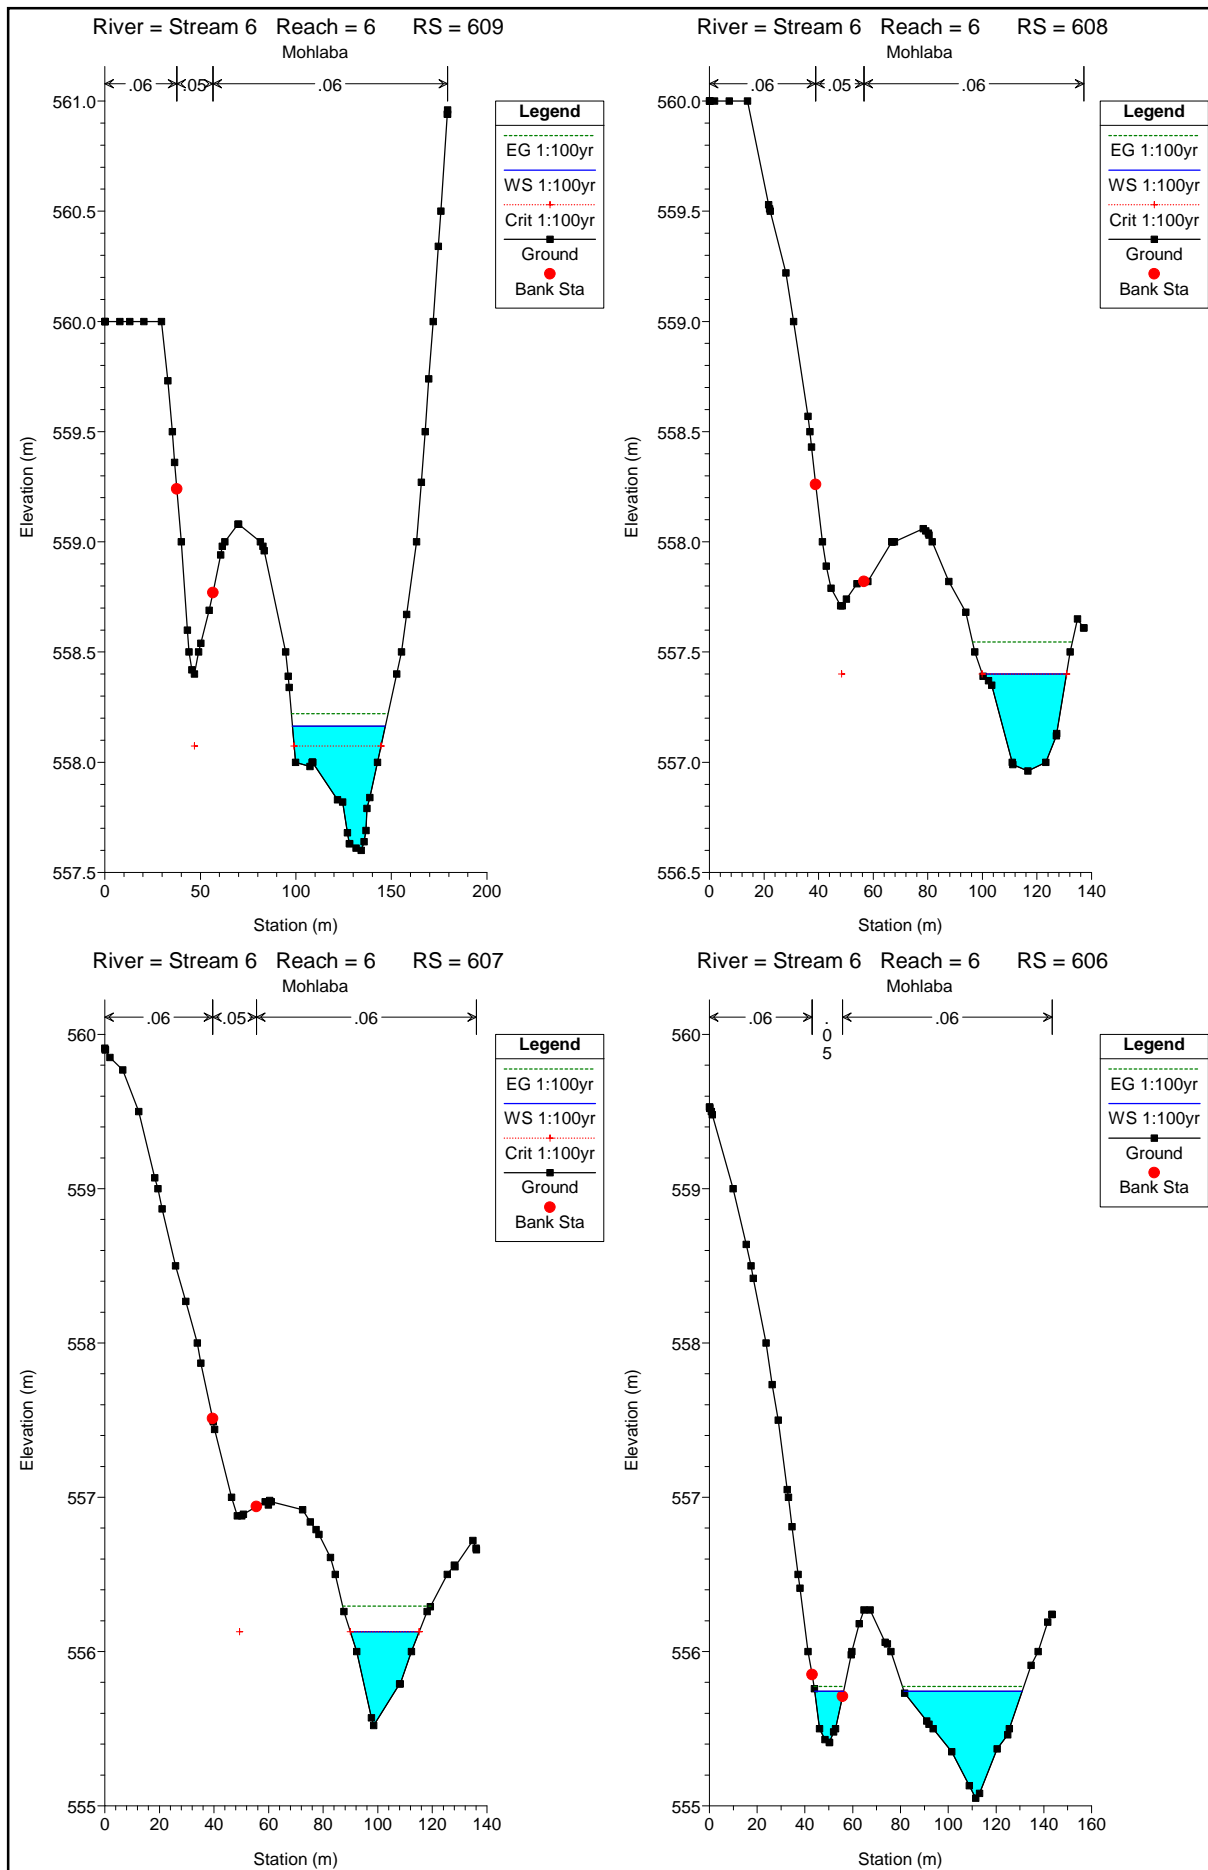 River = Stream 6 Reach = 6 RS = 609
Mohlaba
.06 .05 .06
Legend
EG 1:100yr
WS 1:100yr
Crit 1:100yr
Ground
Bank Sta
561.0
560.5
560.0
559.5
559.0
558.5
558.0
557.5
Elevation (m)
0 50 100 150 200
Station (m)
River = Stream 6 Reach = 6 RS = 608
Mohlaba
.06 .05 .06
Legend
EG 1:100yr
WS 1:100yr
Crit 1:100yr
Ground
Bank Sta
560.0
559.5
559.0
558.5
558.0
557.5
557.0
556.5
Elevation (m)
0 20 40 60 80 100 120 140
Station (m)
River = Stream 6 Reach = 6 RS = 607
Mohlaba
.06 .05 .06
Legend
EG 1:100yr
WS 1:100yr
Crit 1:100yr
Ground
Bank Sta
560
559
558
557
556
555
Elevation (m)
0 20 40 60 80 100 120 140
Station (m)
River = Stream 6 Reach = 6 RS = 606
Mohlaba
.06 .05 .06
Legend
EG 1:100yr
WS 1:100yr
Ground
Bank Sta
560
559
558
557
556
555
Elevation (m)
0 20 40 60 80 100 120 140 160
Station (m)